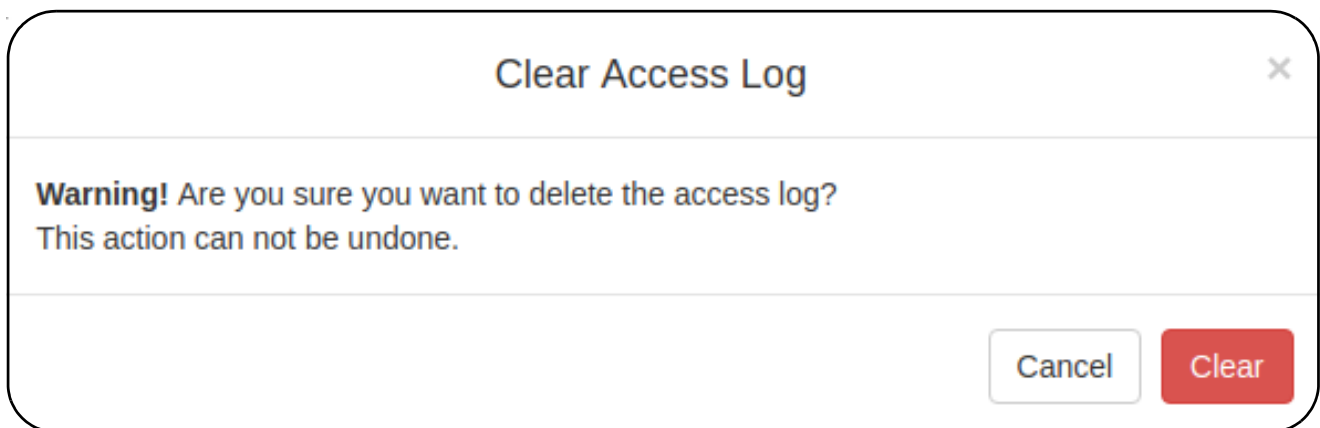 Clear Access Log
×
Warning! Are you sure you want to delete the access log?
This action can not be undone.
Cancel
Clear